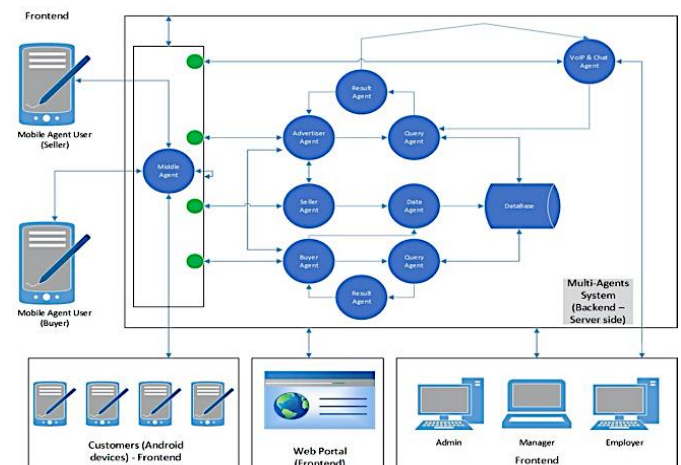 Frontend
Mobile Agent User
(Seller)
Mobile Agent User
(Buyer)
Middle
Agent
VoIP & Chat
Agent
Result
Agent
Advertiser
Agent
Query
Agent
Seller
Agent
Data
Agent
DataBase
Buyer
Agent
Query
Agent
Result
Agent
Multi-Agents
System
(Backend –
Server side)
Customers (Android
devices) - Frontend
Web Portal
(Frontend)
Admin
Manager
Employer
Frontend